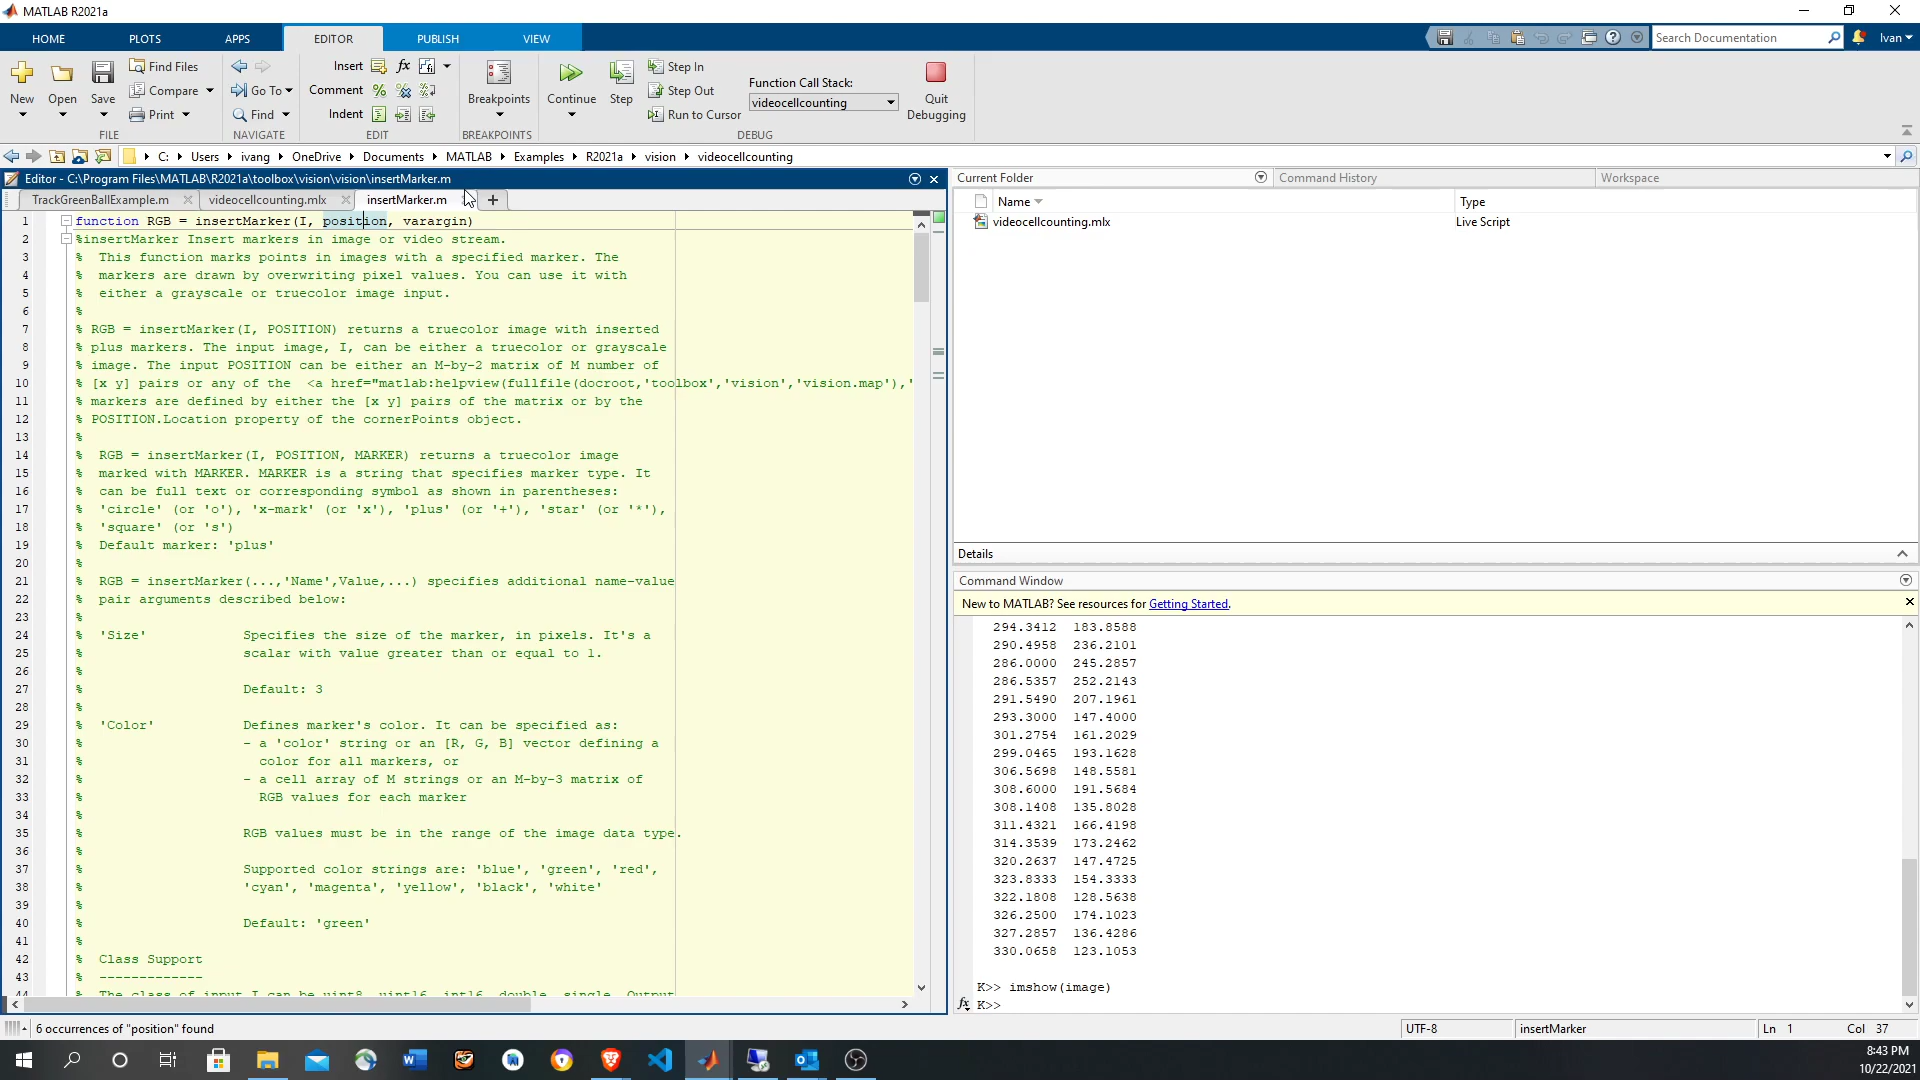 MATLAB R2021a
HOME PLOTS APPS EDITOR PUBLISH VIEW
Search Documentation
Ivan
New
Open
Save
Find Files
Compare
Print
FILE
Go To
Find
NAVIGATE
Insert
Comment
Indent
EDIT
Breakpoints
BREAKPOINTS
Continue
Step
Step In
Step Out
Run to Cursor
Function Call Stack:
videocellcounting
Quit
Debugging
DEBUG
C: Users ivang OneDrive Documents MATLAB Examples R2021a vision videocellcounting
Editor - C:\Program Files\MATLAB\R2021a\toolbox\vision\vision\insertMarker.m
TrackGreenBallExample.m videocellcounting.mlx insertMarker.m
1 function RGB = insertMarker(I, position, varargin)
2 %insertMarker Insert markers in image or video stream.
3 % This function marks points in images with a specified marker. The
4 % markers are drawn by overwriting pixel values. You can use it with
5 % either a grayscale or truecolor image input.
6 %
7 % RGB = insertMarker(I, POSITION) returns a truecolor image with inserted
8 % plus markers. The input image, I, can be either a truecolor or grayscale
9 % image. The input POSITION can be either an M-by-2 matrix of M number of
10 % [x y] pairs or any of the <a href="matlab:helpview(fullfile(docroot,'toolbox','vision','vision.map'),'
11 % markers are defined by either the [x y] pairs of the matrix or by the
12 % POSITION.Location property of the cornerPoints object.
13 %
14 % RGB = insertMarker(I, POSITION, MARKER) returns a truecolor image
15 % marked with MARKER. MARKER is a string that specifies marker type. It
16 % can be full text or corresponding symbol as shown in parentheses:
17 % 'circle' (or 'o'), 'x-mark' (or 'x'), 'plus' (or '+'), 'star' (or '*'),
18 % 'square' (or 's')
19 % Default marker: 'plus'
20 %
21 % RGB = insertMarker(...,'Name',Value,...) specifies additional name-value
22 % pair arguments described below:
23 %
24 % 'Size' Specifies the size of the marker, in pixels. It's a
25 % scalar with value greater than or equal to 1.
26 %
27 % Default: 3
28 %
29 % 'Color' Defines marker's color. It can be specified as:
30 % - a 'color' string or an [R, G, B] vector defining a
31 % color for all markers, or
32 % - a cell array of M strings or an M-by-3 matrix of
33 % RGB values for each marker
34 %
35 % RGB values must be in the range of the image data type.
36 %
37 % Supported color strings are: 'blue', 'green', 'red',
38 % 'cyan', 'magenta', 'yellow', 'black', 'white'
39 %
40 % Default: 'green'
41 %
42 % Class Support
43 % -------------
44 % The class of input I can be uint8, uint16, int16, double, single. Output
6 occurrences of "position" found
Current Folder Command History Workspace
Name Type
videocellcounting.mlx Live Script
Details
Command Window
New to MATLAB? See resources for Getting Started.
294.3412 183.8588
290.4958 236.2101
286.0000 245.2857
286.5357 252.2143
291.5490 207.1961
293.3000 147.4000
301.2754 161.2029
299.0465 193.1628
306.5698 148.5581
308.6000 191.5684
308.1408 135.8028
311.4321 166.4198
314.3539 173.2462
320.2637 147.4725
323.8333 154.3333
322.1808 128.5638
326.2500 174.1023
327.2857 136.4286
330.0658 123.1053
K>> imshow(image)
fx K>>
UTF-8 insertMarker Ln 1 Col 37
8:43 PM
10/22/2021